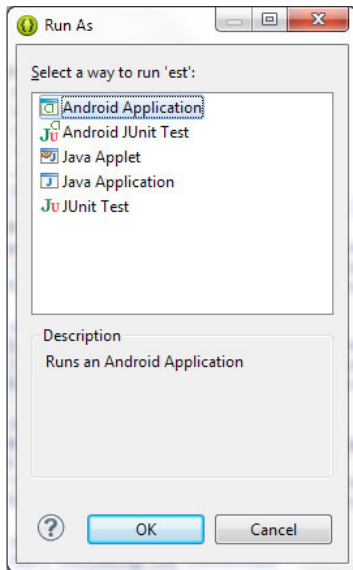 Run As
Select a way to run 'est':
Android Application
Android JUnit Test
Java Applet
Java Application
JUnit Test
Description
Runs an Android Application
OK
Cancel